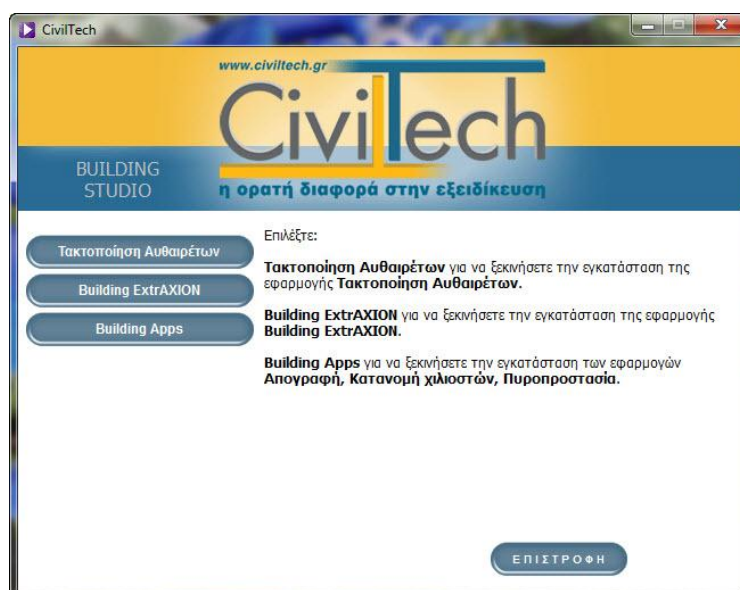 CivilTech
www.civiltech.gr
CivilTech
BUILDING
STUDIO
η ορατή διαφορά στην εξειδίκευση
Τακτοποίηση Αυθαιρέτων
Building ExtrAXION
Building Apps
Επιλέξτε:
Τακτοποίηση Αυθαιρέτων για να ξεκινήσετε την εγκατάσταση της
εφαρμογής Τακτοποίηση Αυθαιρέτων.
Building ExtrAXION για να ξεκινήσετε την εγκατάσταση της εφαρμογής
Building ExtrAXION.
Building Apps για να ξεκινήσετε την εγκατάσταση των εφαρμογών
Απογραφή, Κατανομή χιλιοστών, Πυροπροστασία.
ΕΠΙΣΤΡΟΦΗ